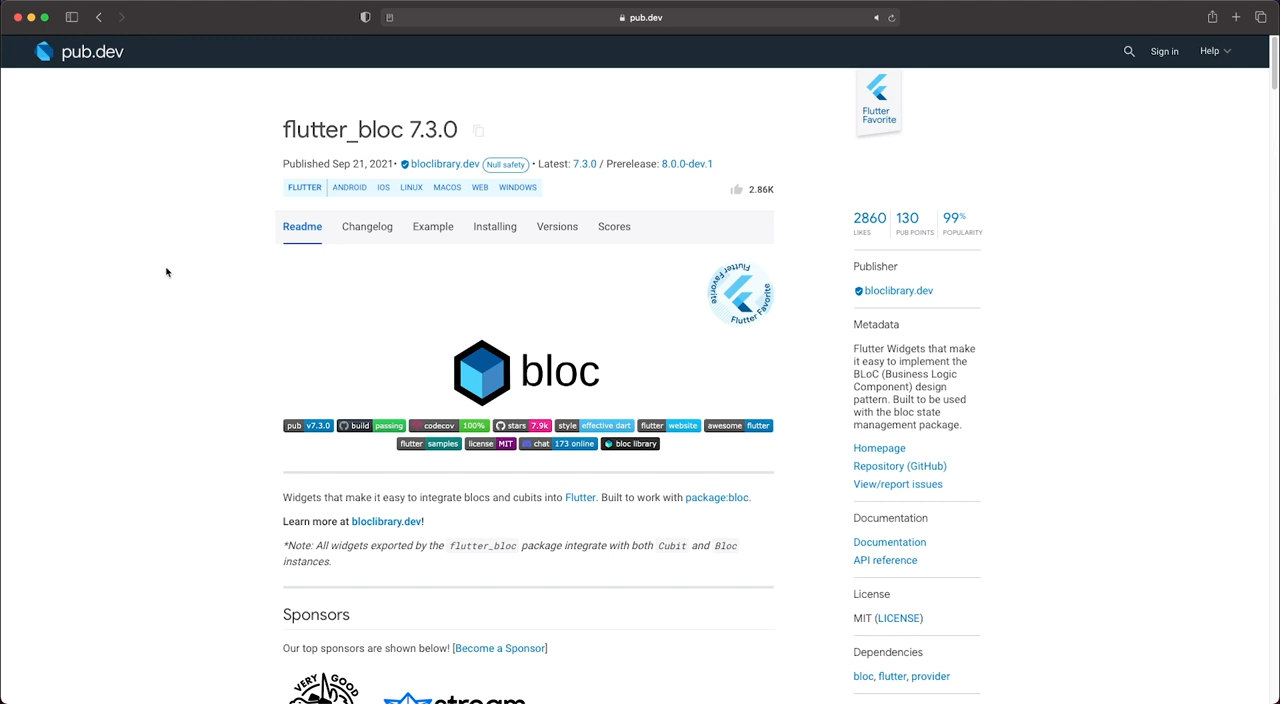 pub.dev
pub.dev
Sign in
Help
Flutter
Favorite
flutter_bloc 7.3.0
Published Sep 21, 2021• bloclibrary.dev Null safety • Latest: 7.3.0 / Prerelease: 8.0.0-dev.1
FLUTTER ANDROID IOS LINUX MACOS WEB WINDOWS
2.86K
2860 130 99%
LIKES PUB POINTS POPULARITY
Readme Changelog Example Installing Versions Scores
Flutter Favorite Flutter Favorite
bloc
pub v7.3.0 build passing codecov 100% stars 7.9k style effective dart flutter website awesome flutter
flutter samples license MIT chat 173 online bloc library
Widgets that make it easy to integrate blocs and cubits into Flutter. Built to work with package:bloc.
Learn more at bloclibrary.dev!
*Note: All widgets exported by the flutter_bloc package integrate with both Cubit and Bloc
instances.
Sponsors
Our top sponsors are shown below! [Become a Sponsor]
VERY GOOD
stream
Publisher
bloclibrary.dev
Metadata
Flutter Widgets that make
it easy to implement the
BLoC (Business Logic
Component) design
pattern. Built to be used
with the bloc state
management package.
Homepage
Repository (GitHub)
View/report issues
Documentation
Documentation
API reference
License
MIT (LICENSE)
Dependencies
bloc, flutter, provider